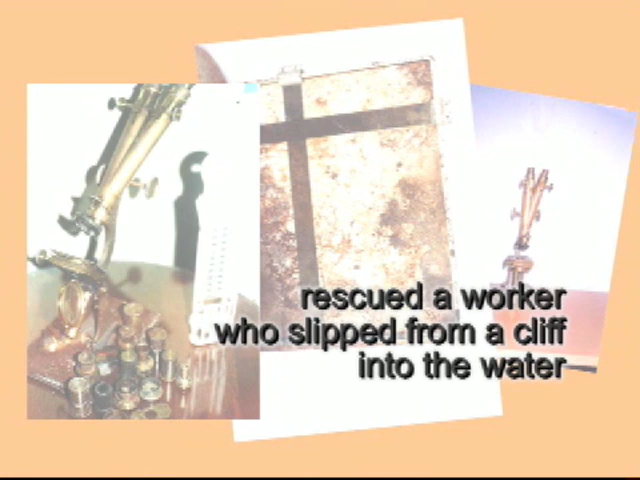 rescued a worker
who slipped from a cliff
into the water